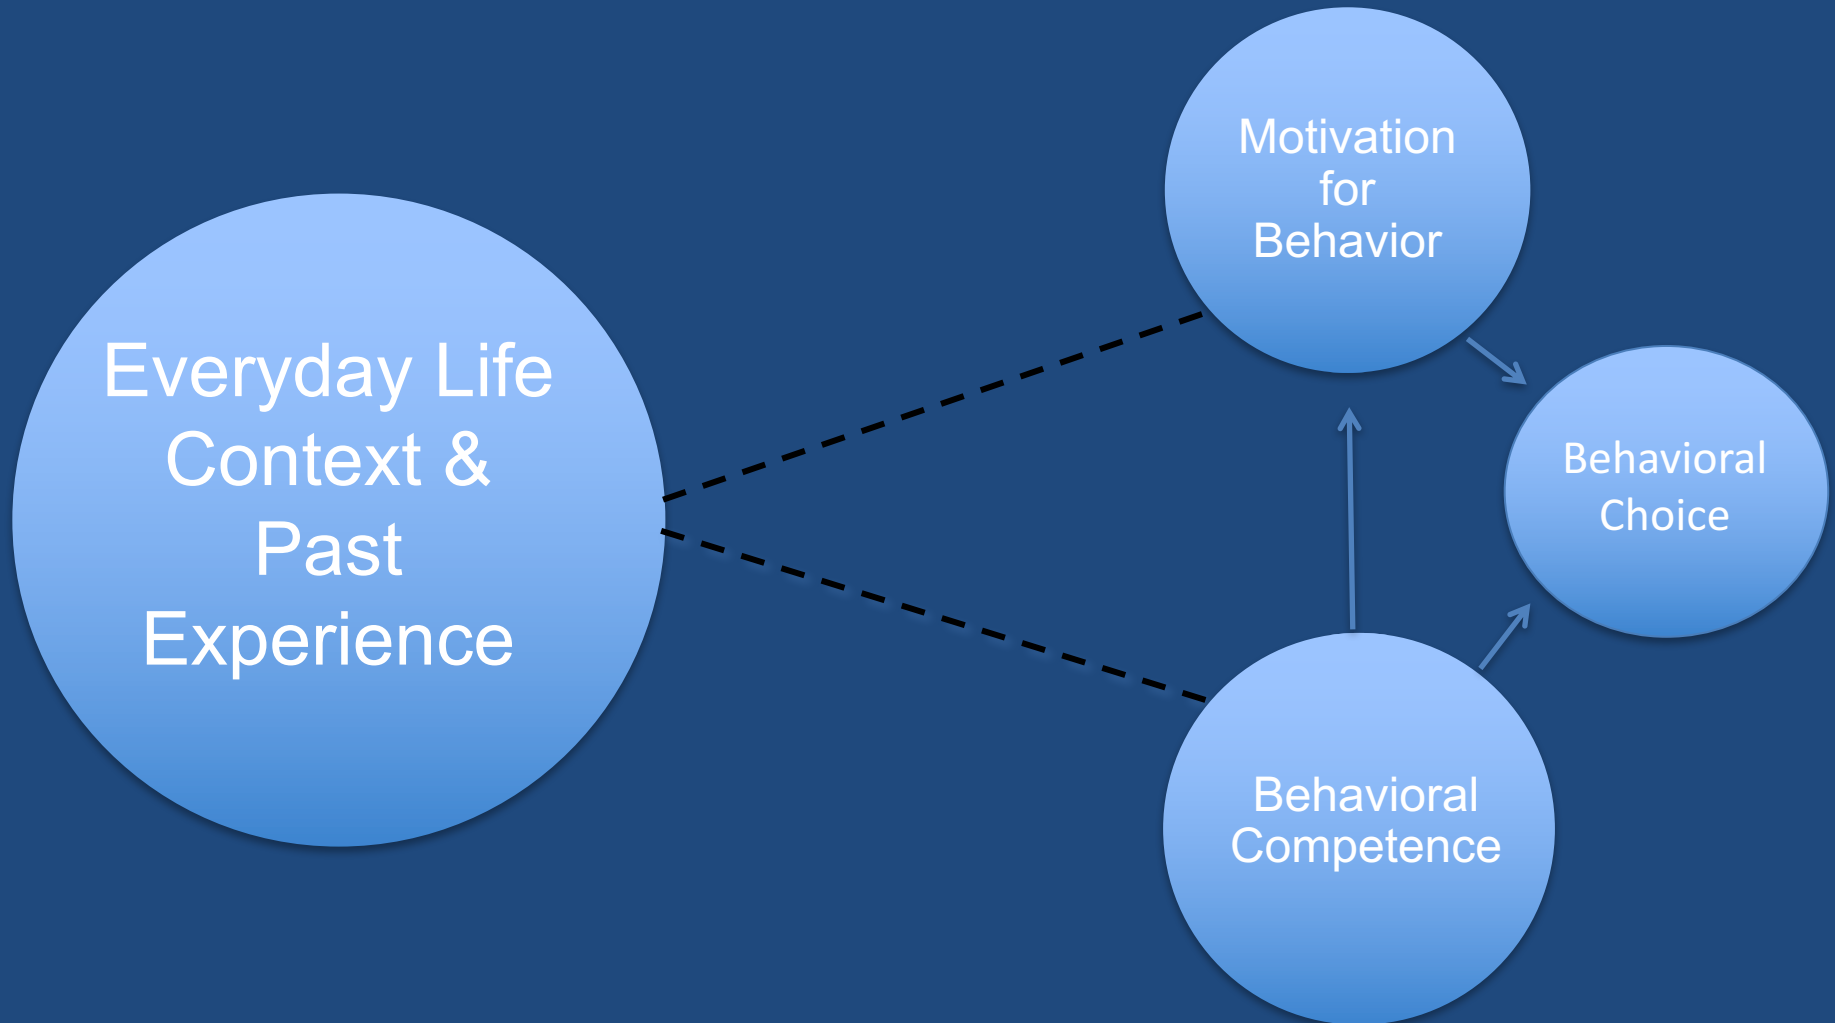 Everyday Life
Context &
Past
Experience
Motivation
for
Behavior
Behavioral
Choice
Behavioral
Competence